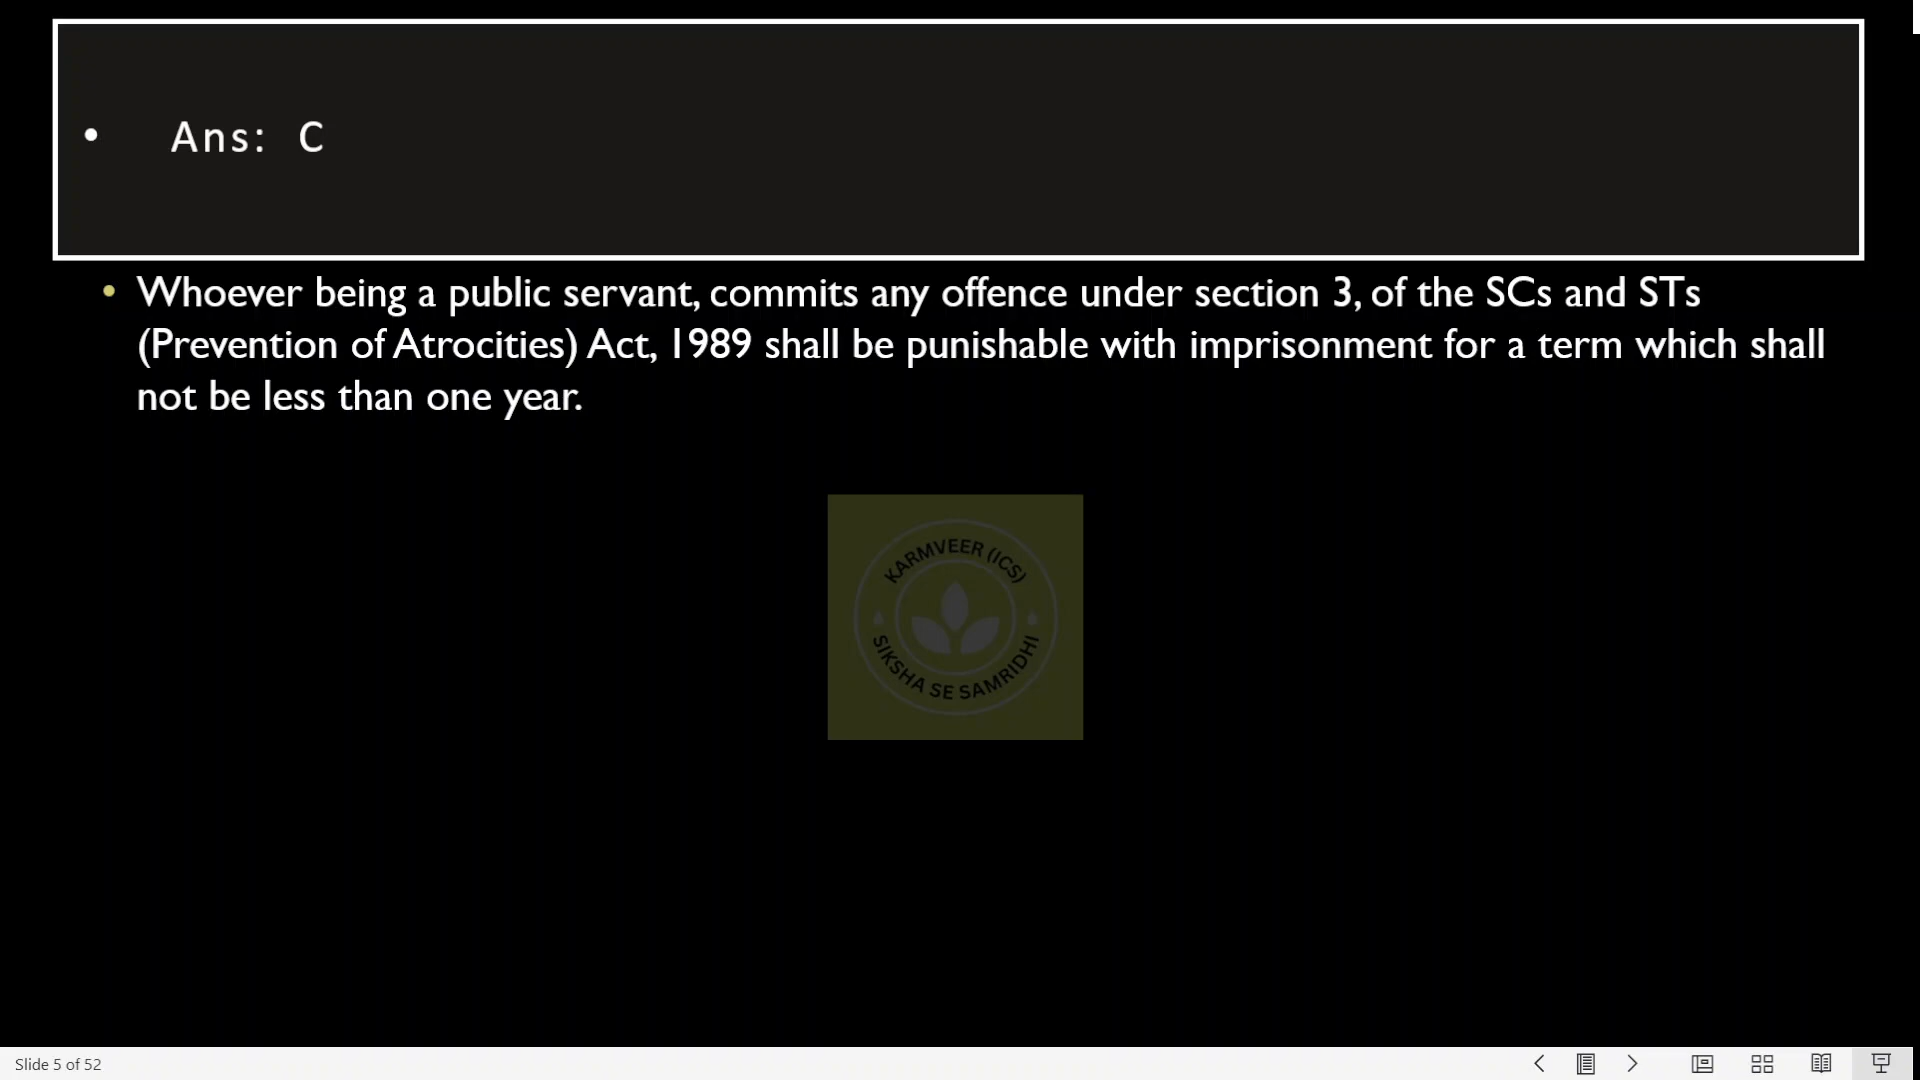 • Ans: C
• Whoever being a public servant, commits any offence under section 3, of the SCs and STs
(Prevention of Atrocities) Act, 1989 shall be punishable with imprisonment for a term which shall
not be less than one year.
KARMVEER (ICS)
SIKSHA SE SAMRIDHI
Slide 5 of 52